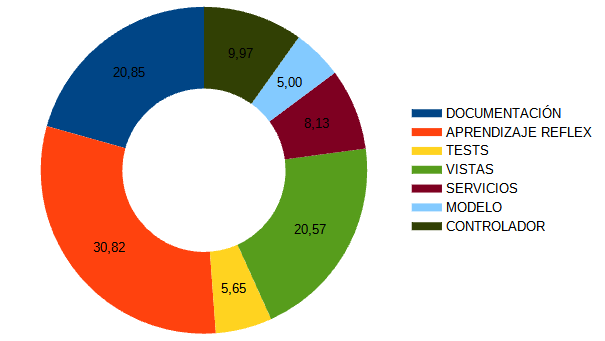 9,97
20,85
5,00
8,13
20,57
30,82
5,65
DOCUMENTACIÓN
APRENDIZAJE REFLEX
TESTS
VISTAS
SERVICIOS
MODELO
CONTROLADOR